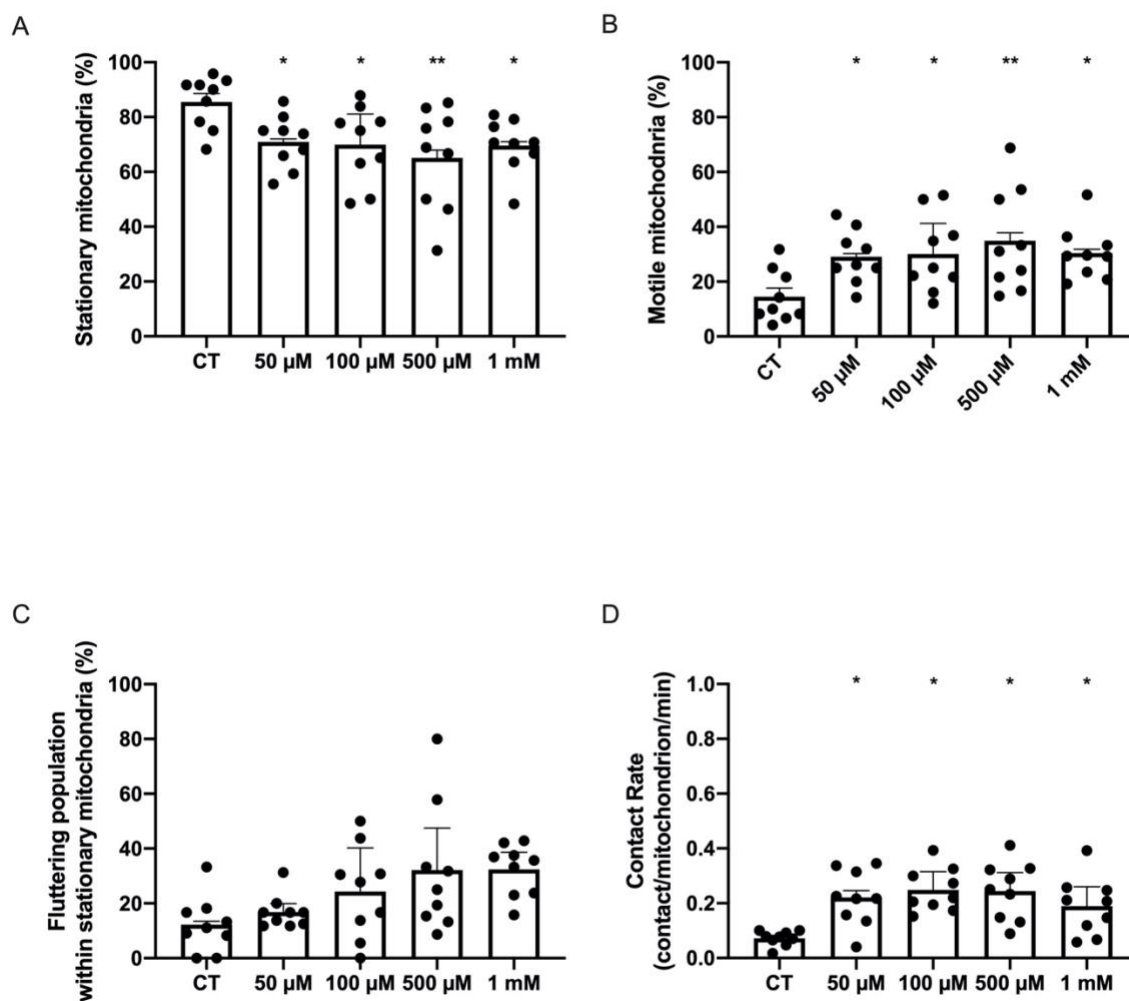 A
Stationary mitochondria (%)
100
80
60
40
20
0
* * ** *
CT 50 µM 100 µM 500 µM 1 mM
B
Motile mitochodnria (%)
100
80
60
40
20
0
* * ** *
CT 50 µM 100 µM 500 µM 1 mM
C
Fluttering population
within stationary mitochondria (%)
100
80
60
40
20
0
CT 50 µM 100 µM 500 µM 1 mM
D
Contact Rate
(contact/mitochondrion/min)
1.0
0.8
0.6
0.4
0.2
0.0
* * * *
CT 50 µM 100 µM 500 µM 1 mM